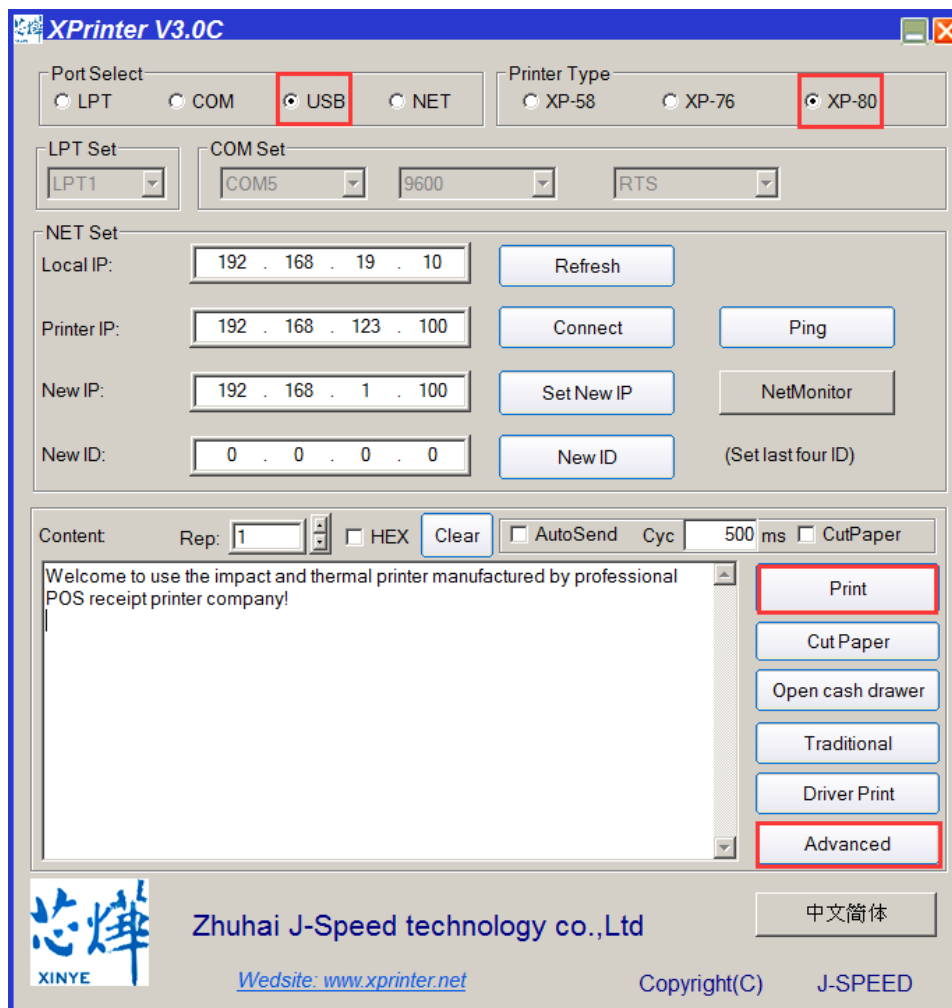 XPrinter V3.0C
Port Select
LPT COM USB NET
Printer Type
XP-58 XP-76 XP-80
LPT Set
LPT1
COM Set
COM5 9600 RTS
NET Set
Local IP: 192 . 168 . 19 . 10 Refresh
Printer IP: 192 . 168 . 123 . 100 Connect Ping
New IP: 192 . 168 . 1 . 100 Set New IP NetMonitor
New ID: 0 . 0 . 0 . 0 New ID (Set last four ID)
Content: Rep: 1 HEX Clear AutoSend Cyc 500 ms CutPaper
Welcome to use the impact and thermal printer manufactured by professional
POS receipt printer company!
Print
Cut Paper
Open cash drawer
Traditional
Driver Print
Advanced
芯烨
XINYE
Zhuhai J-Speed technology co.,Ltd
中文简体
Wedsite: www.xprinter.net
Copyright(C) J-SPEED